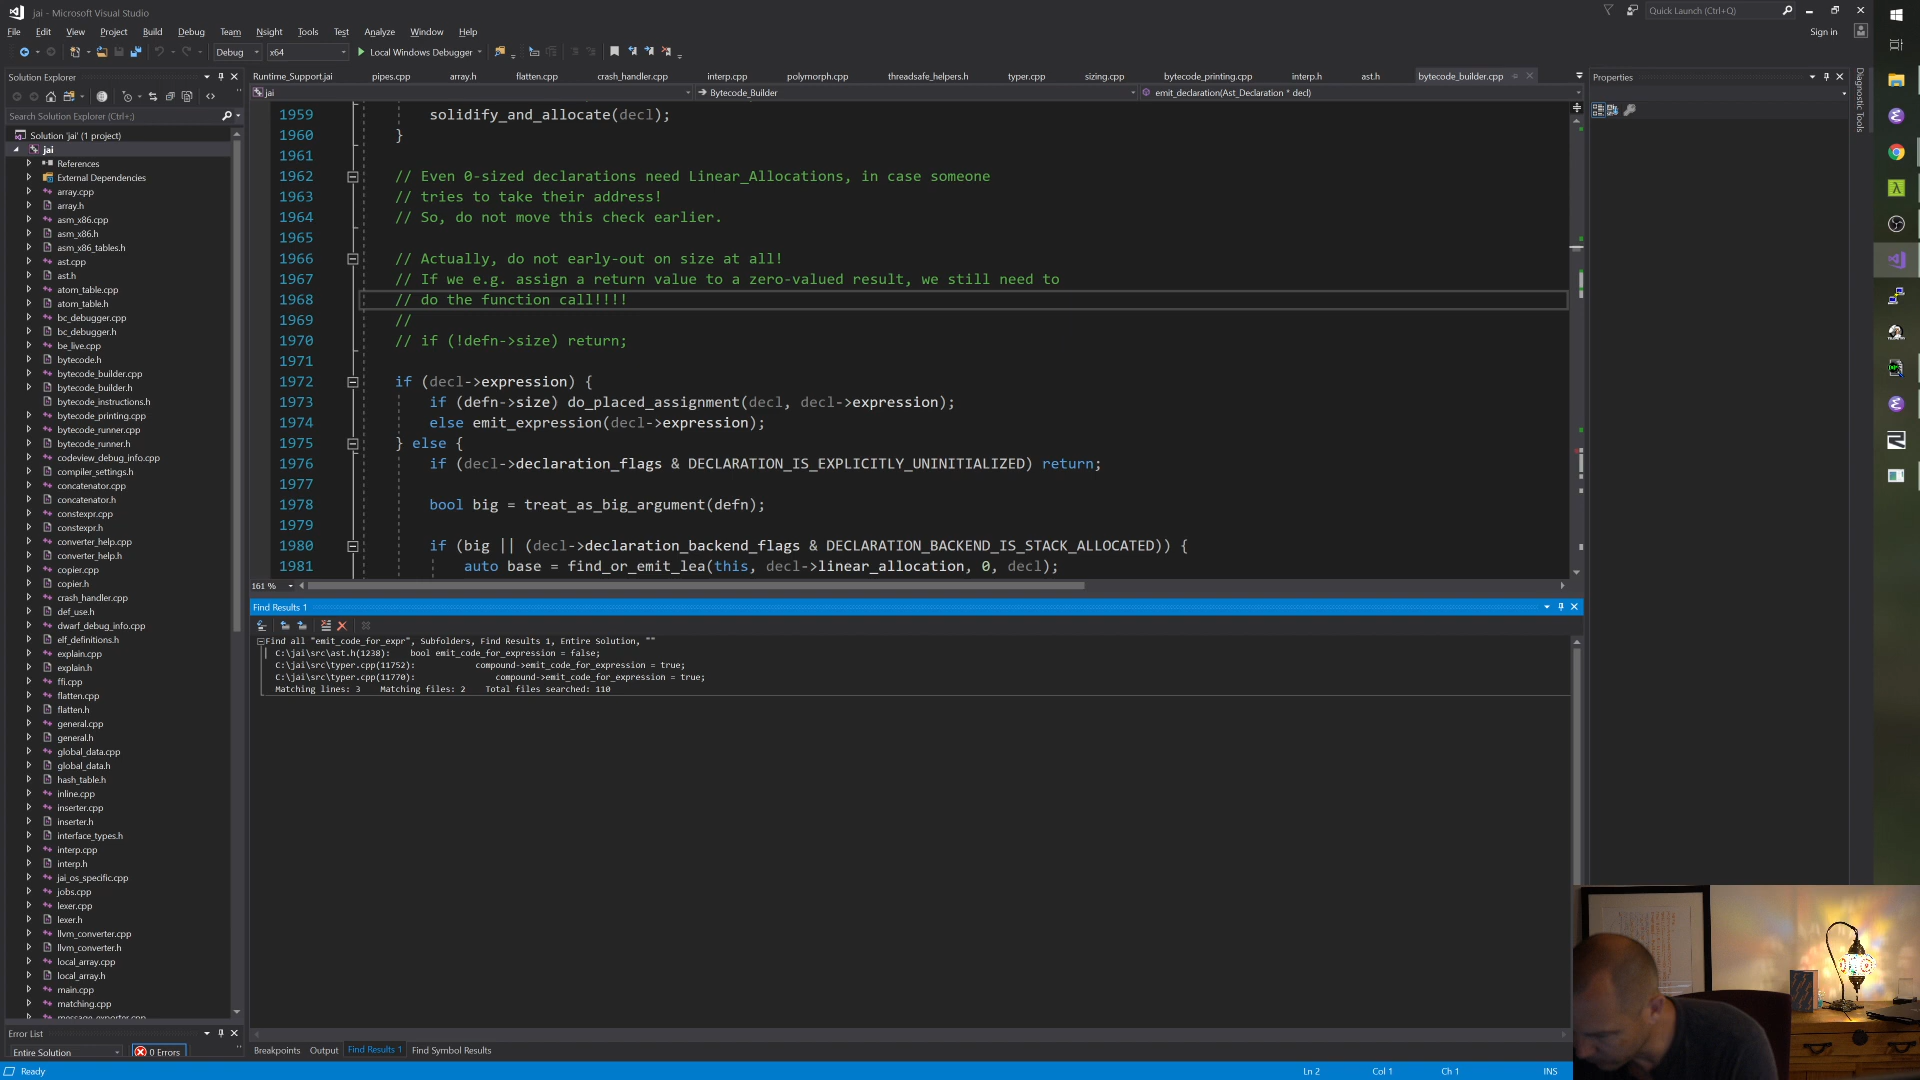 jai - Microsoft Visual Studio
Quick Launch (Ctrl+Q)
File Edit View Project Build Debug Team Nsight Tools Test Analyze Window Help
Sign in
Debug x64 Local Windows Debugger
Solution Explorer
Search Solution Explorer (Ctrl+;)
Solution 'jai' (1 project)
jai
References
External Dependencies
array.cpp
array.h
asm_x86.cpp
asm_x86.h
asm_x86_tables.h
ast.cpp
ast.h
atom_table.cpp
atom_table.h
bc_debugger.cpp
bc_debugger.h
be_live.cpp
bytecode.h
bytecode_builder.cpp
bytecode_builder.h
bytecode_instructions.h
bytecode_printing.cpp
bytecode_runner.cpp
bytecode_runner.h
codeview_debug_info.cpp
compiler_settings.h
concatenator.cpp
concatenator.h
constexpr.cpp
constexpr.h
converter_help.cpp
converter_help.h
copier.cpp
copier.h
crash_handler.cpp
def_use.h
dwarf_debug_info.cpp
elf_definitions.h
explain.cpp
explain.h
ffi.cpp
flatten.cpp
flatten.h
general.cpp
general.h
global_data.cpp
global_data.h
hash_table.h
inline.cpp
inserter.cpp
inserter.h
interface_types.h
interp.cpp
interp.h
jai_os_specific.cpp
jobs.cpp
lexer.cpp
lexer.h
llvm_converter.cpp
llvm_converter.h
local_array.cpp
local_array.h
main.cpp
matching.cpp
message_exporter.cpp
Error List
Entire Solution 0 Errors
Runtime_Support.jai pipes.cpp array.h flatten.cpp crash_handler.cpp interp.cpp polymorph.cpp threadsafe_helpers.h typer.cpp sizing.cpp bytecode_printing.cpp interp.h ast.h bytecode_builder.cpp
jai Bytecode_Builder emit_declaration(Ast_Declaration * decl)
1959 solidify_and_allocate(decl);
1960 }
1961
1962 // Even 0-sized declarations need Linear_Allocations, in case someone
1963 // tries to take their address!
1964 // So, do not move this check earlier.
1965
1966 // Actually, do not early-out on size at all!
1967 // If we e.g. assign a return value to a zero-valued result, we still need to
1968 // do the function call!!!!
1969 //
1970 // if (!defn->size) return;
1971
1972 if (decl->expression) {
1973 if (defn->size) do_placed_assignment(decl, decl->expression);
1974 else emit_expression(decl->expression);
1975 } else {
1976 if (decl->declaration_flags & DECLARATION_IS_EXPLICITLY_UNINITIALIZED) return;
1977
1978 bool big = treat_as_big_argument(defn);
1979
1980 if (big || (decl->declaration_backend_flags & DECLARATION_BACKEND_IS_STACK_ALLOCATED)) {
1981 auto base = find_or_emit_lea(this, decl->linear_allocation, 0, decl);
161 %
Find Results 1
Find all "emit_code_for_expr", Subfolders, Find Results 1, Entire Solution, ""
C:\jai\src\ast.h(1238): bool emit_code_for_expression = false;
C:\jai\src\typer.cpp(11752): compound->emit_code_for_expression = true;
C:\jai\src\typer.cpp(11770): compound->emit_code_for_expression = true;
Matching lines: 3 Matching files: 2 Total files searched: 110
Breakpoints Output Find Results 1 Find Symbol Results
Properties
Diagnostic Tools
Ready Ln 2 Col 1 Ch 1 INS